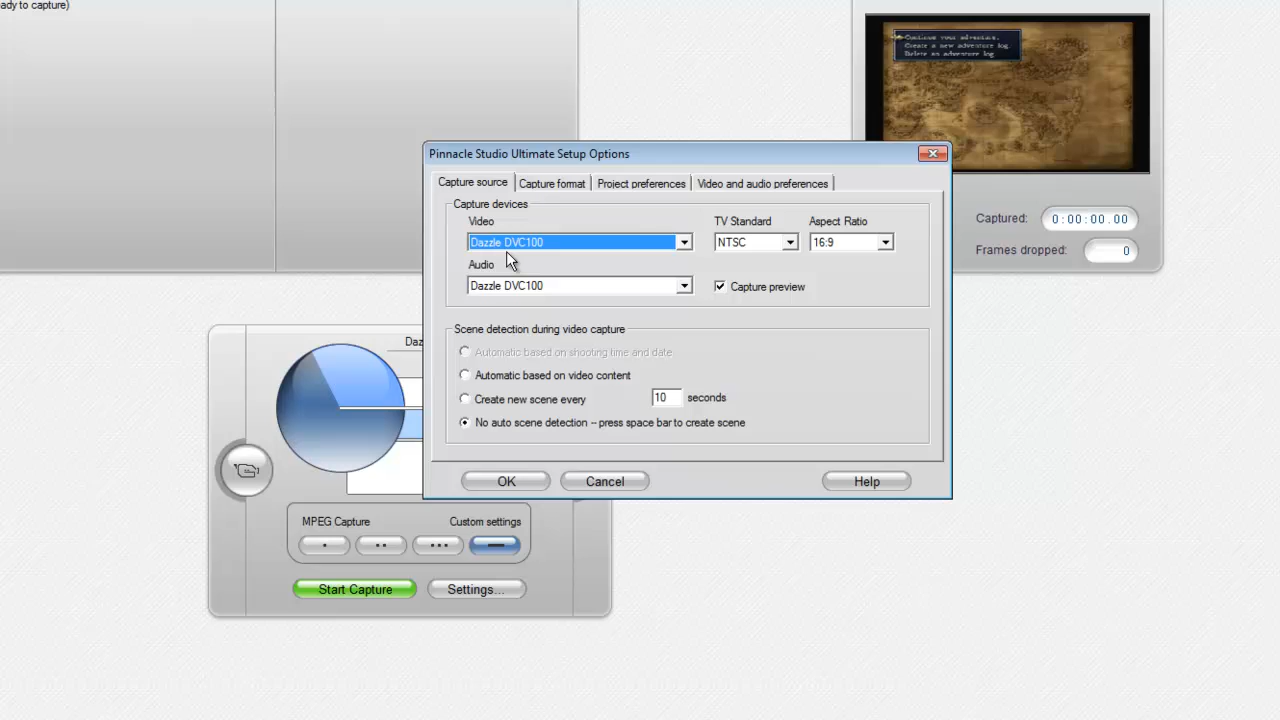 ady to capture)
Continue your adventure.
Create a new adventure log.
Delete an adventure log.
Pinnacle Studio Ultimate Setup Options
Capture source
Capture format
Project preferences
Video and audio preferences
Capture devices
Video
TV Standard
Aspect Ratio
Dazzle DVC100
NTSC
16:9
Audio
Dazzle DVC100
Capture preview
Captured:
0:00:00.00
Frames dropped:
0
Scene detection during video capture
Automatic based on shooting time and date
Automatic based on video content
Create new scene every 10 seconds
No auto scene detection -- press space bar to create scene
OK
Cancel
Help
Daz
MPEG Capture
Custom settings
Start Capture
Settings...